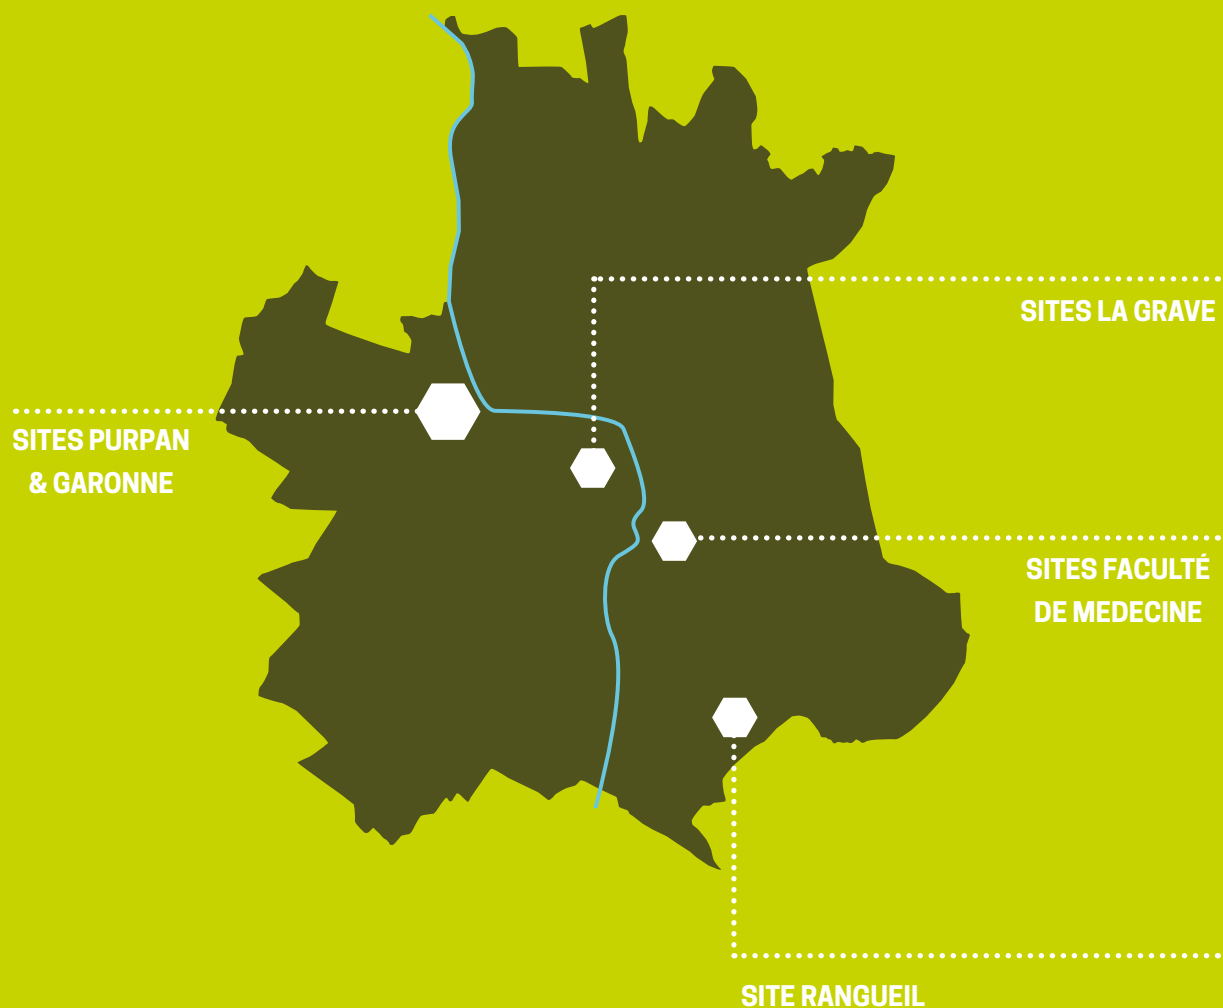 SITES LA GRAVE
SITES PURPAN
& GARONNE
SITES FACULTÉ
DE MEDECINE
SITE RANGUEIL